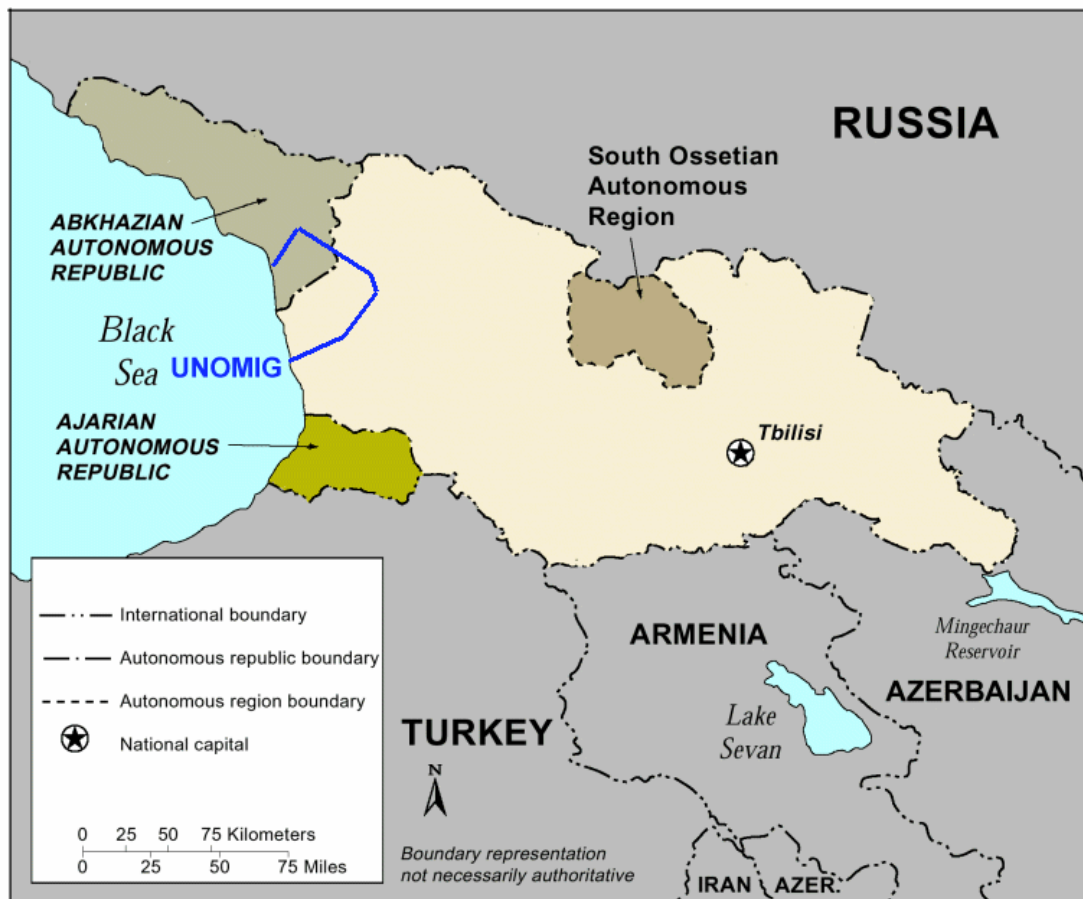 RUSSIA
South Ossetian
Autonomous
Region
ABKHAZIAN
AUTONOMOUS
REPUBLIC
Black
Sea
UNOMIG
AJARIAN
AUTONOMOUS
REPUBLIC
Tbilisi
International boundary
Autonomous republic boundary
Autonomous region boundary
National capital
0 25 50 75 Kilometers
0 25 50 75 Miles
ARMENIA
Mingechaur
Reservoir
AZERBAIJAN
TURKEY
Lake
Sevan
N
Boundary representation
not necessarily authoritative
IRAN
AZER.